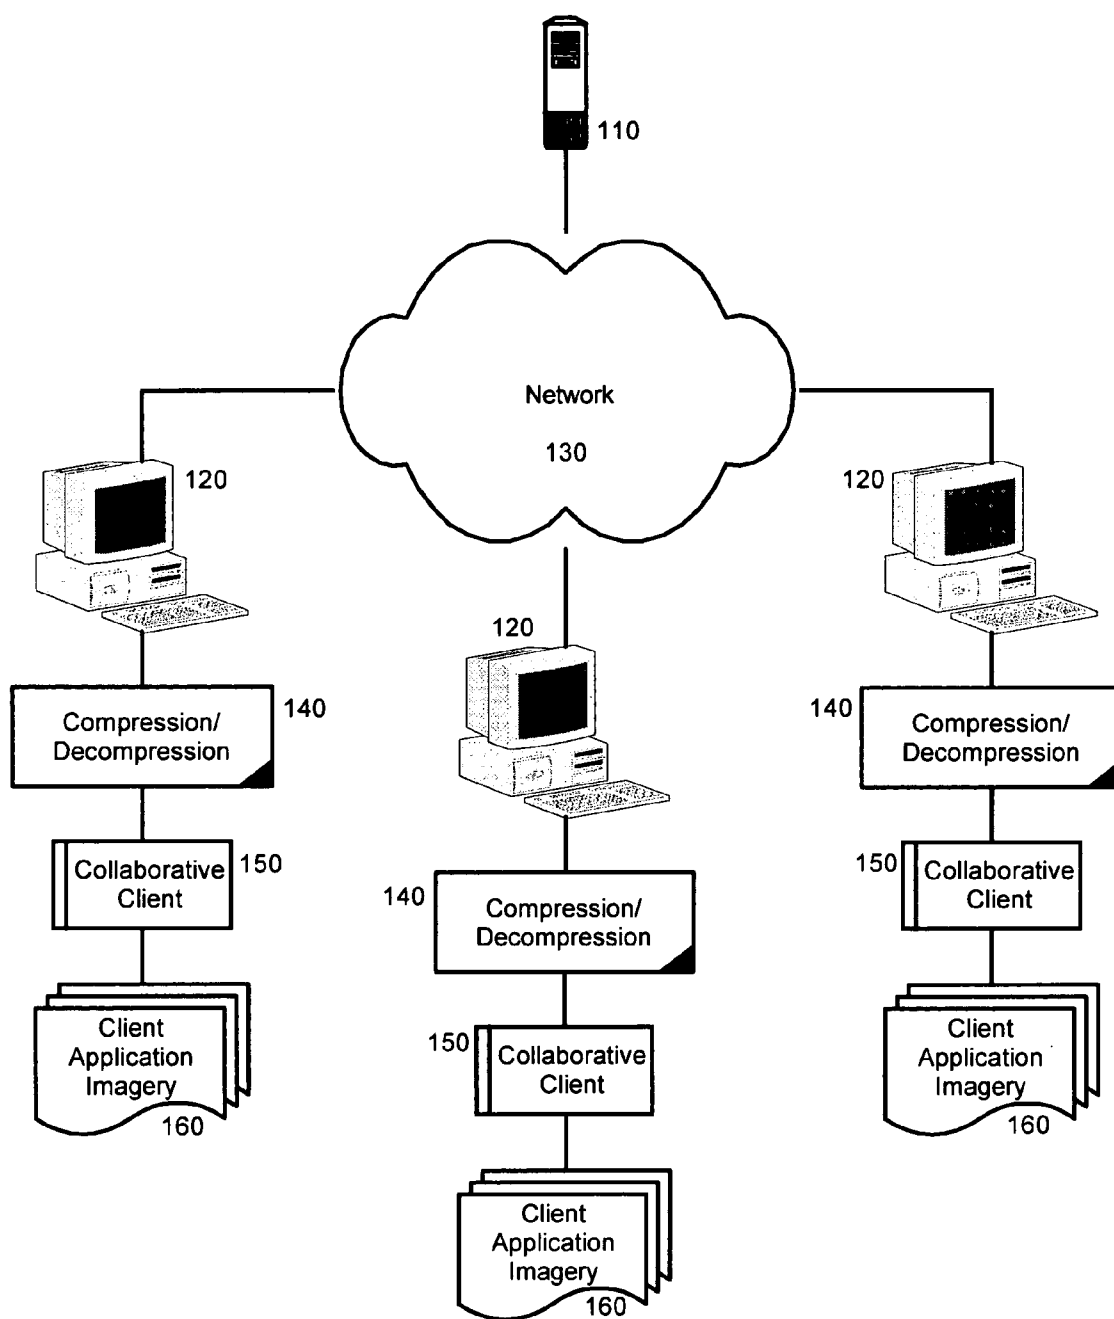 110
Network
130
120
120
120
Compression/
Decompression
140
140
Compression/
Decompression
Collaborative
Client
150
140
Compression/
Decompression
150
Collaborative
Client
Client
Application
Imagery
160
150
Collaborative
Client
Client
Application
Imagery
160
Client
Application
Imagery
160